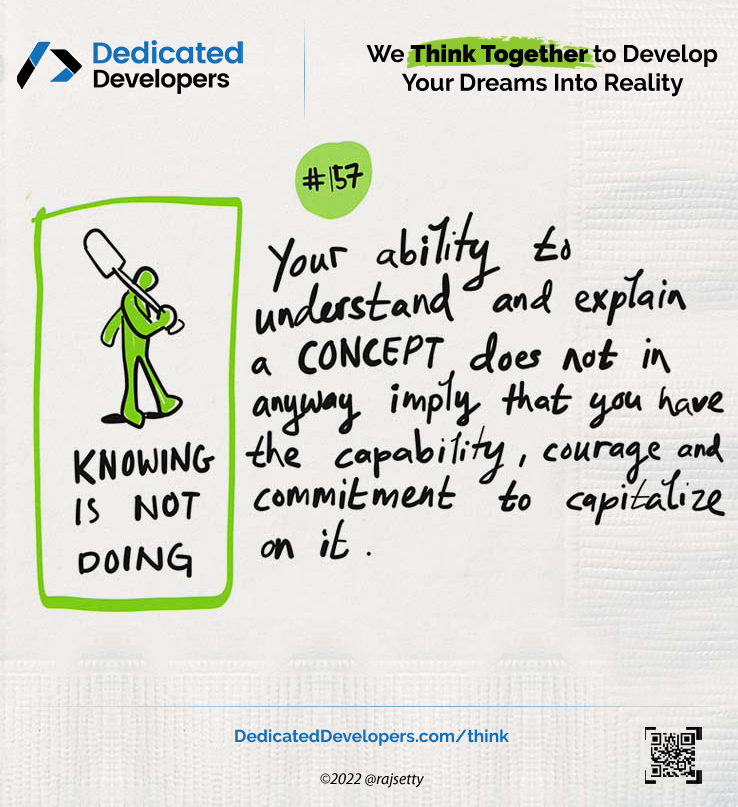 Dedicated
Developers
We Think Together to Develop
Your Dreams Into Reality
#157
Your ability to
understand and explain
a CONCEPT does not in
anyway imply that you have
the capability, courage and
commitment to capitalize
on it.
KNOWING
IS NOT
DOING
DedicatedDevelopers.com/think
©2022 @rajsetty